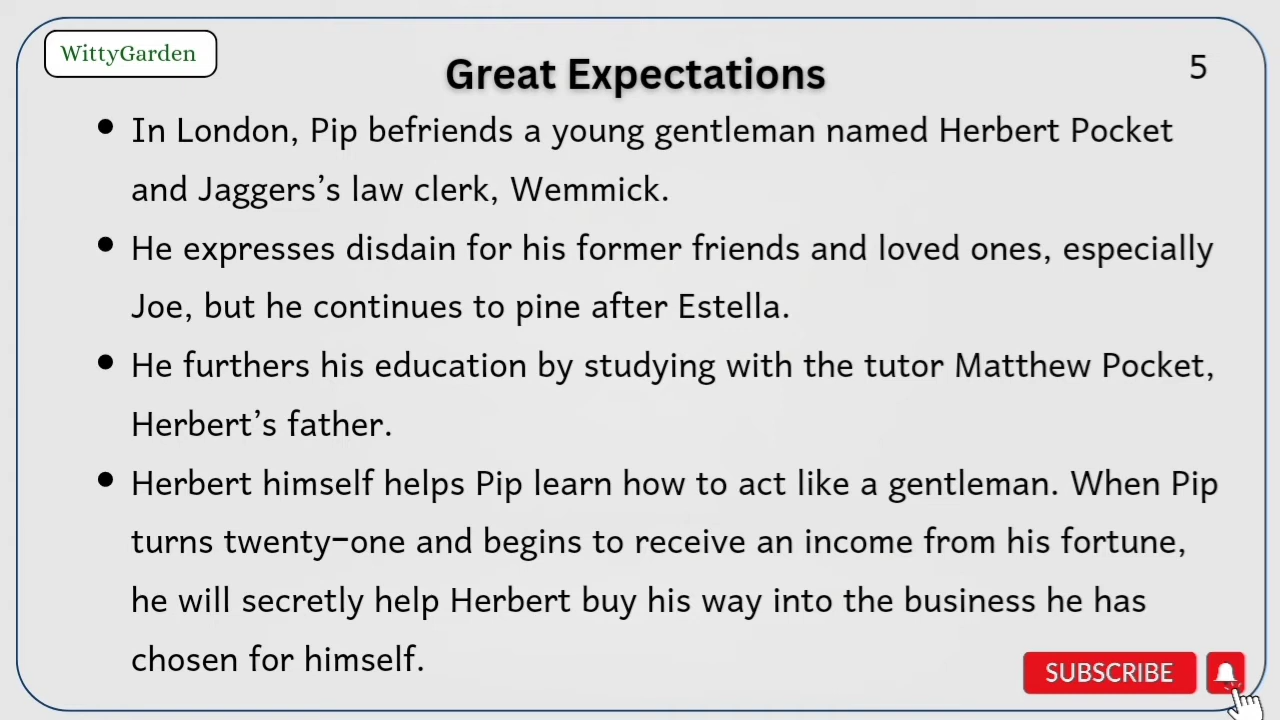 WittyGarden
Great Expectations
5
• In London, Pip befriends a young gentleman named Herbert Pocket
and Jaggers’s law clerk, Wemmick.
• He expresses disdain for his former friends and loved ones, especially
Joe, but he continues to pine after Estella.
• He furthers his education by studying with the tutor Matthew Pocket,
Herbert’s father.
• Herbert himself helps Pip learn how to act like a gentleman. When Pip
turns twenty-one and begins to receive an income from his fortune,
he will secretly help Herbert buy his way into the business he has
chosen for himself.
SUBSCRIBE